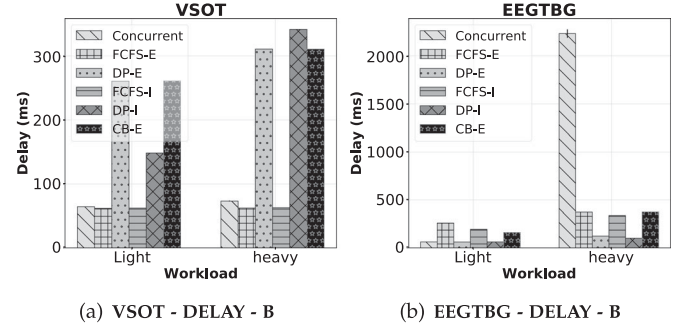 VSOT
Delay (ms)
300
200
100
0
Concurrent
FCFS-E
DP-E
FCFS-I
DP-I
CB-E
Light
heavy
Workload
(a) VSOT - DELAY - B
EEGTBG
Delay (ms)
2000
1500
1000
500
0
Concurrent
FCFS-E
DP-E
FCFS-I
DP-I
CB-E
Light
heavy
Workload
(b) EEGTBG - DELAY - B